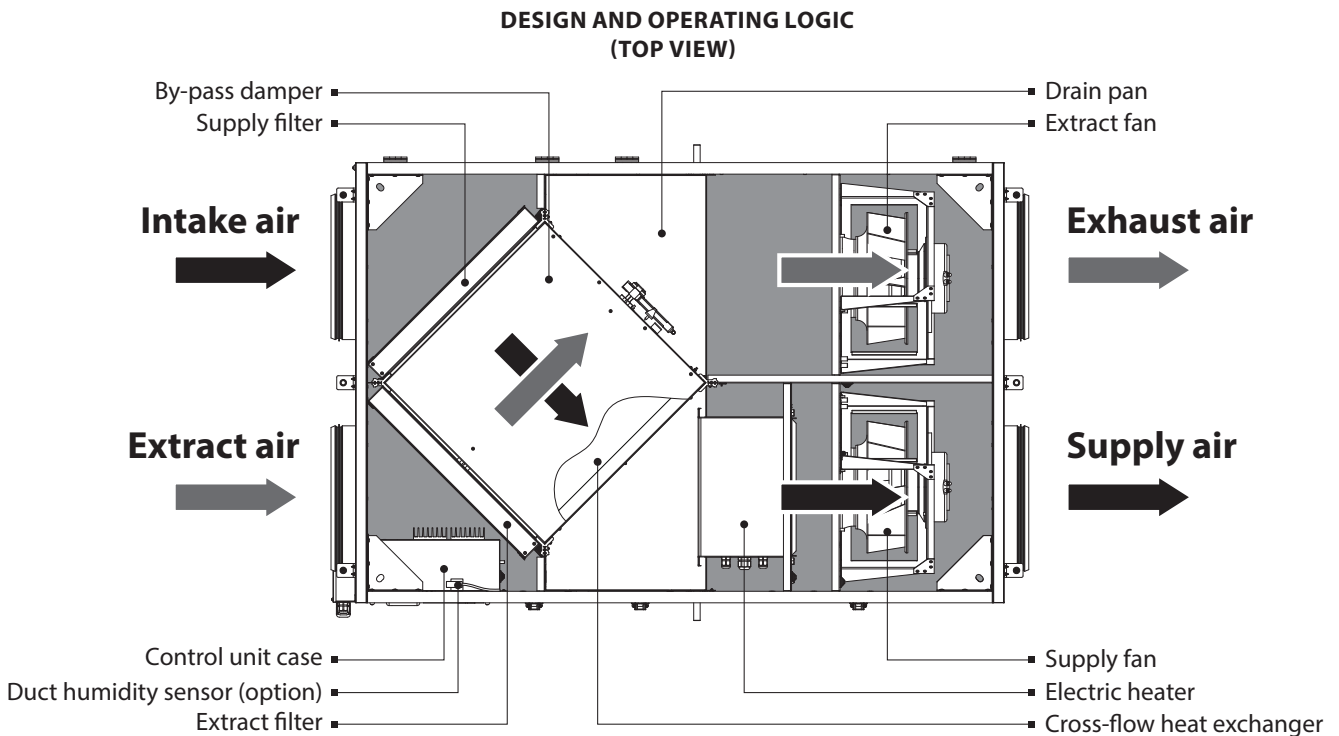 DESIGN AND OPERATING LOGIC
(TOP VIEW)
By-pass damper
Supply filter
Drain pan
Extract fan
Intake air
Exhaust air
Extract air
Supply air
Control unit case
Duct humidity sensor (option)
Extract filter
Supply fan
Electric heater
Cross-flow heat exchanger